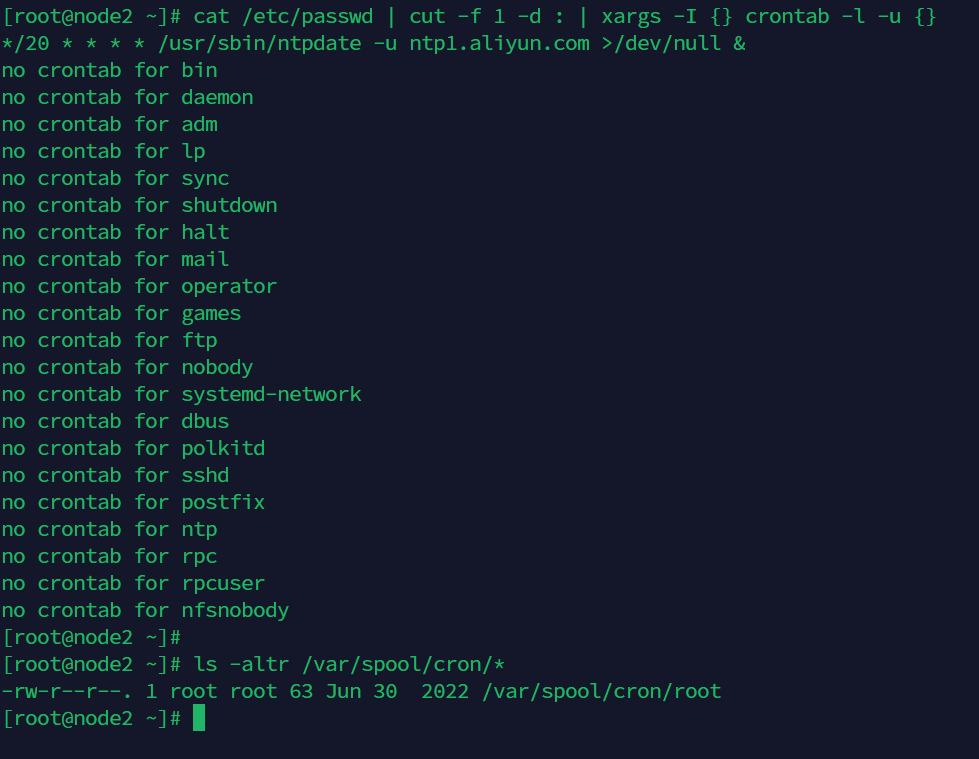 [root@node2 ~]# cat /etc/passwd | cut -f 1 -d : | xargs -I {} crontab -l -u {}
*/20 * * * * /usr/sbin/ntpdate -u ntp1.aliyun.com >/dev/null &
no crontab for bin
no crontab for daemon
no crontab for adm
no crontab for lp
no crontab for sync
no crontab for shutdown
no crontab for halt
no crontab for mail
no crontab for operator
no crontab for games
no crontab for ftp
no crontab for nobody
no crontab for systemd-network
no crontab for dbus
no crontab for polkitd
no crontab for sshd
no crontab for postfix
no crontab for ntp
no crontab for rpc
no crontab for rpcuser
no crontab for nfsnobody
[root@node2 ~]#
[root@node2 ~]# ls -altr /var/spool/cron/*
-rw-r--r--. 1 root root 63 Jun 30  2022 /var/spool/cron/root
[root@node2 ~]#